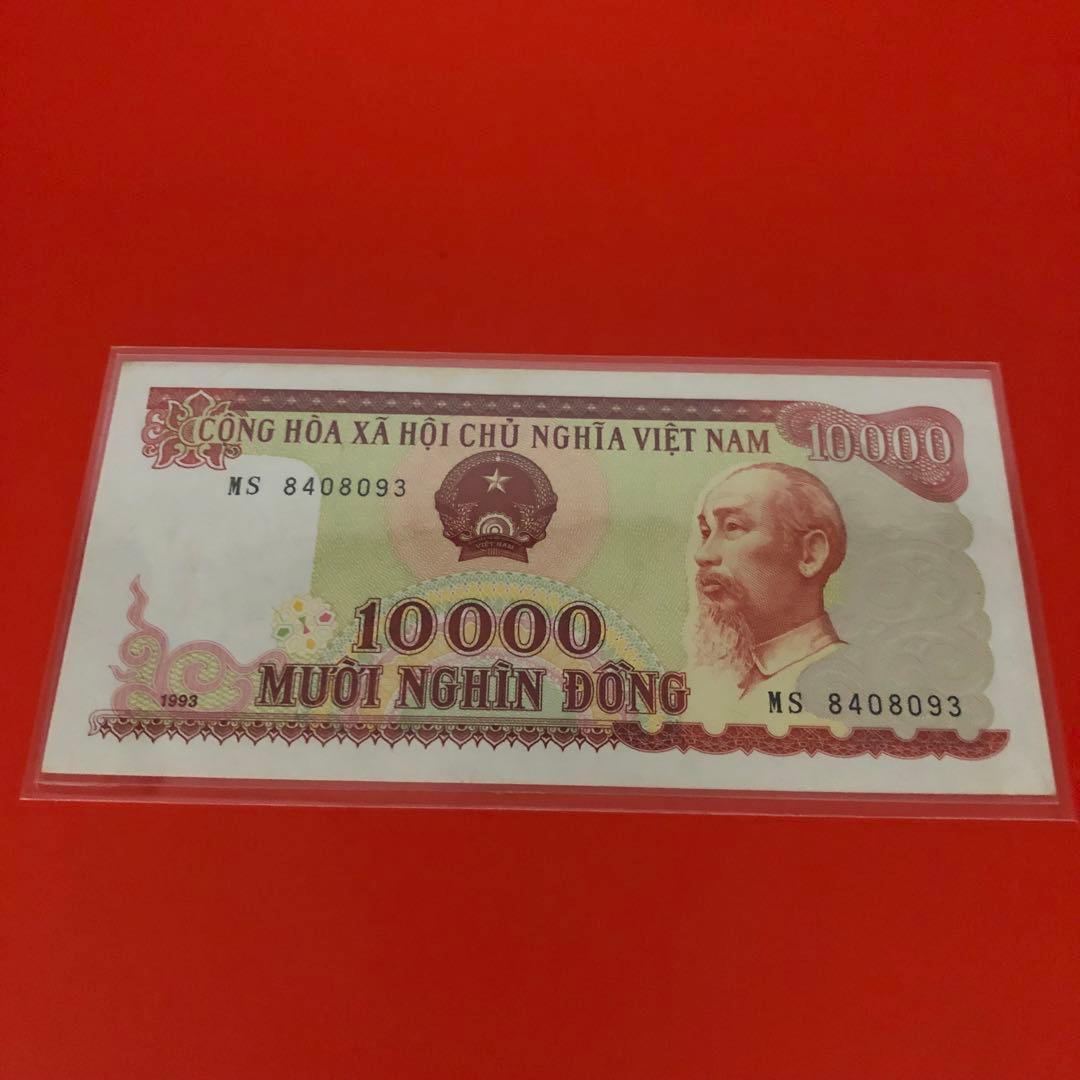 CỘNG HÒA XÃ HỘI CHỦ NGHĨA VIỆT NAM
10000
MS 8408093
VIỆT NAM
10000
MƯỜI NGHÌN ĐỒNG
1993
MS 8408093